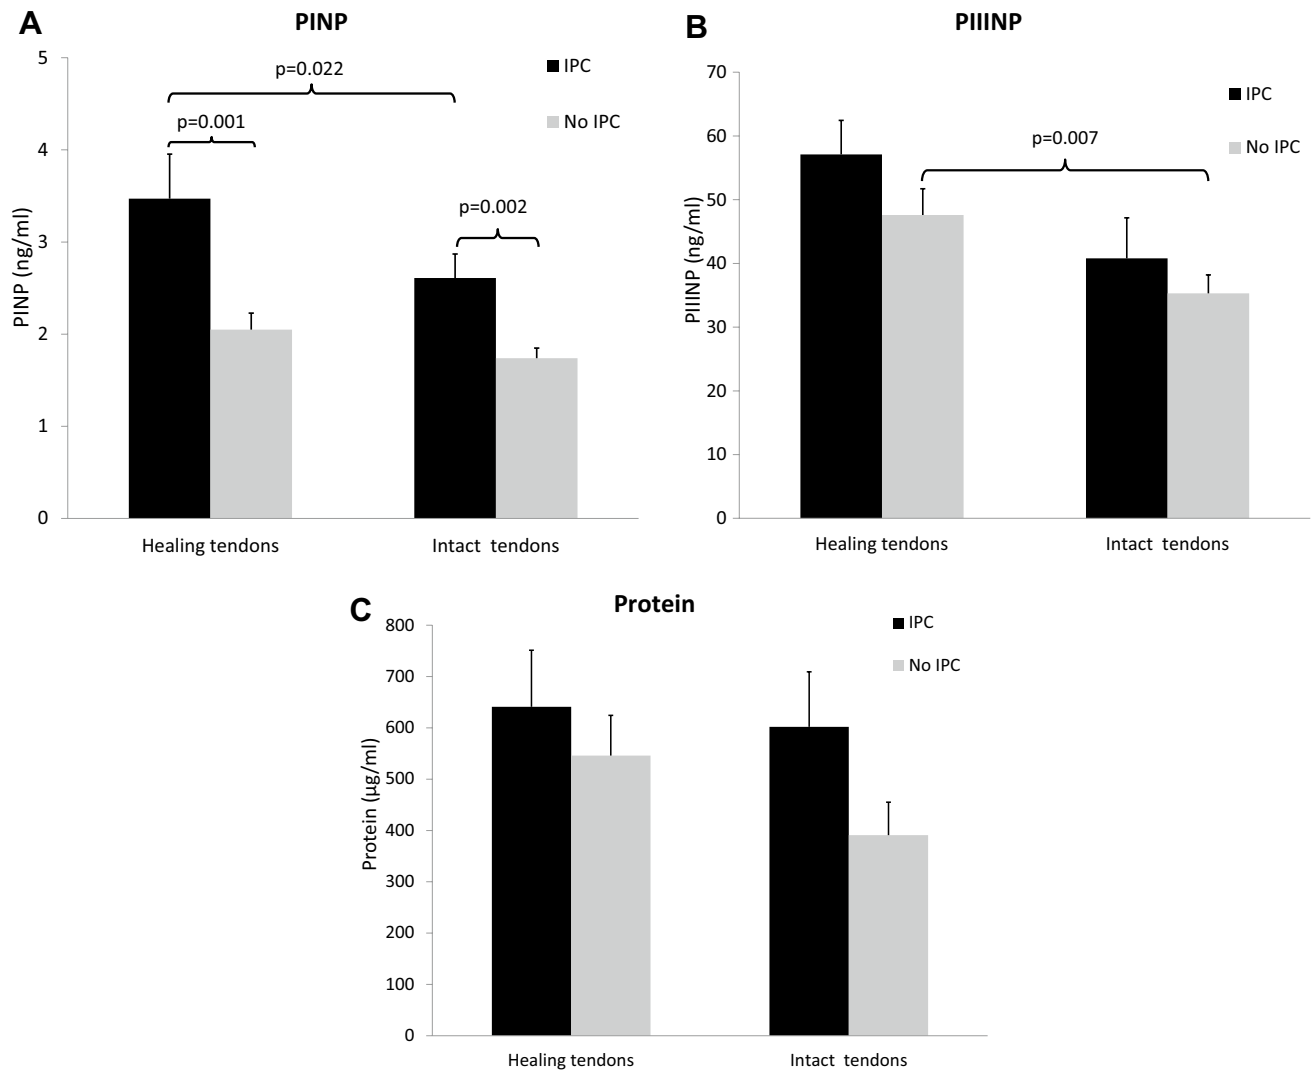 A
PINP
5
4
3
2
1
0
PINP (ng/ml)
p=0.022
p=0.001
p=0.002
IPC
No IPC
Healing tendons
Intact tendons
B
PIIINP
70
60
50
40
30
20
10
0
PIIINP (ng/ml)
p=0.007
IPC
No IPC
Healing tendons
Intact tendons
C
Protein
800
700
600
500
400
300
200
100
0
Protein (µg/ml)
IPC
No IPC
Healing tendons
Intact tendons